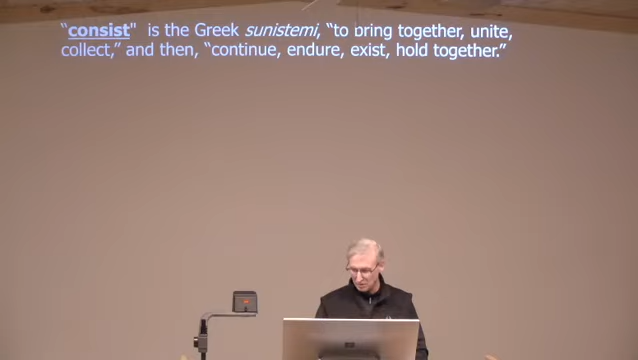 "consist" is the Greek sunistemi, "to bring together, unite,
collect," and then, "continue, endure, exist, hold together."